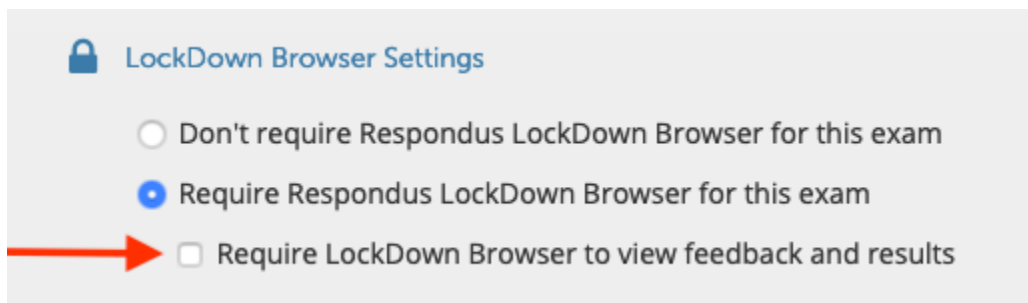 LockDown Browser Settings
Don't require Respondus LockDown Browser for this exam
Require Respondus LockDown Browser for this exam
Require LockDown Browser to view feedback and results